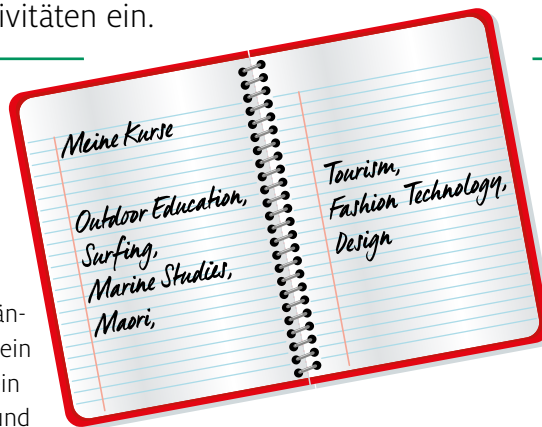 ivitäten ein.
Meine Kurse
Outdoor Education,
Surfing,
Marine Studies,
Maori,
Tourism,
Fashion Technology,
Design
än-
ein
in
und